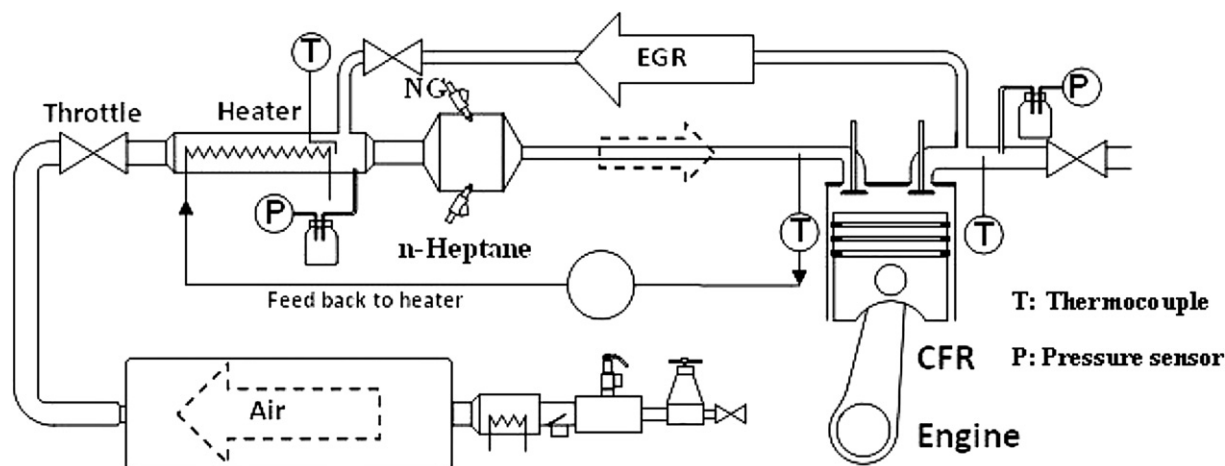 EGR
T
NG
P
Throttle
Heater
P
n-Heptane
T
T
Feed back to heater
T: Thermocouple
CFR
P: Pressure sensor
Air
Engine